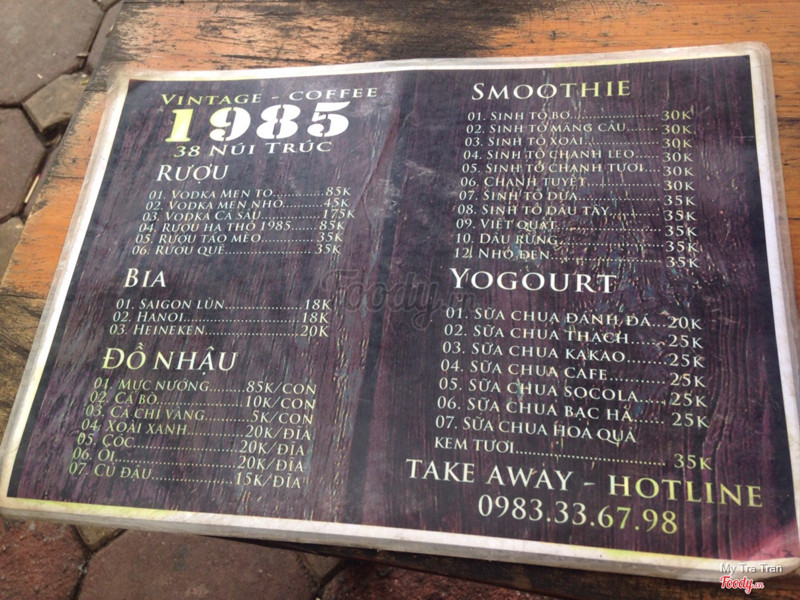 VINTAGE - COFFEE
1985
38 NÚI TRÚC
RƯỢU
01. VODKA MEN TO..............85K
02. VODKA MEN NHỎ..........45K
03. VODKA CÁ SẤU..............175K
04. RƯỢU HẠ THỔ 1985......85K
05. RƯỢU TÁO MÈO............35K
06. RƯỢU QUÊ.....................35K
BIA
01. SAIGON LÙN.................18K
02. HANOI..........................18K
03. HEINEKEN.....................20K
ĐỒ NHẬU
01. MỰC NƯỚNG.........85K/CON
02. CÁ BÒ....................10K/CON
03. CÁ CHỈ VÀNG..........5K/CON
04. XOÀI XANH............20K/ĐĨA
05. CÓC.......................20K/ĐĨA
06. ỔI..........................20K/ĐĨA
07. CỦ ĐẬU.................15K/ĐĨA
SMOOTHIE
01. SINH TỐ BƠ..................30K
02. SINH TỐ MÃNG CẦU......30K
03. SINH TỐ XOÀI...............30K
04. SINH TỐ CHANH LEO.....30K
05. SINH TỐ CHANH TƯƠI...30K
06. CHANH TUYẾT..............30K
07. SINH TỐ DỪA................35K
08. SINH TỐ DÂU TÂY.........35K
09. VIỆT QUẤT...................35K
10. DÂU RỪNG...................35K
12. NHO ĐEN.....................35K
YOGOURT
01. SỮA CHUA ĐÁNH ĐÁ...20K
02. SỮA CHUA THẠCH......25K
03. SỮA CHUA KAKAO......25K
04. SỮA CHUA CAFE.........25K
05. SỮA CHUA SOCOLA....25K
06. SỮA CHUA BẠC HÀ.....25K
07. SỮA CHUA HOA QUẢ
KEM TƯƠI.........................35K
TAKE AWAY - HOTLINE
0983.33.67.98
Foody.vn
My Tra Tran
Foody.vn